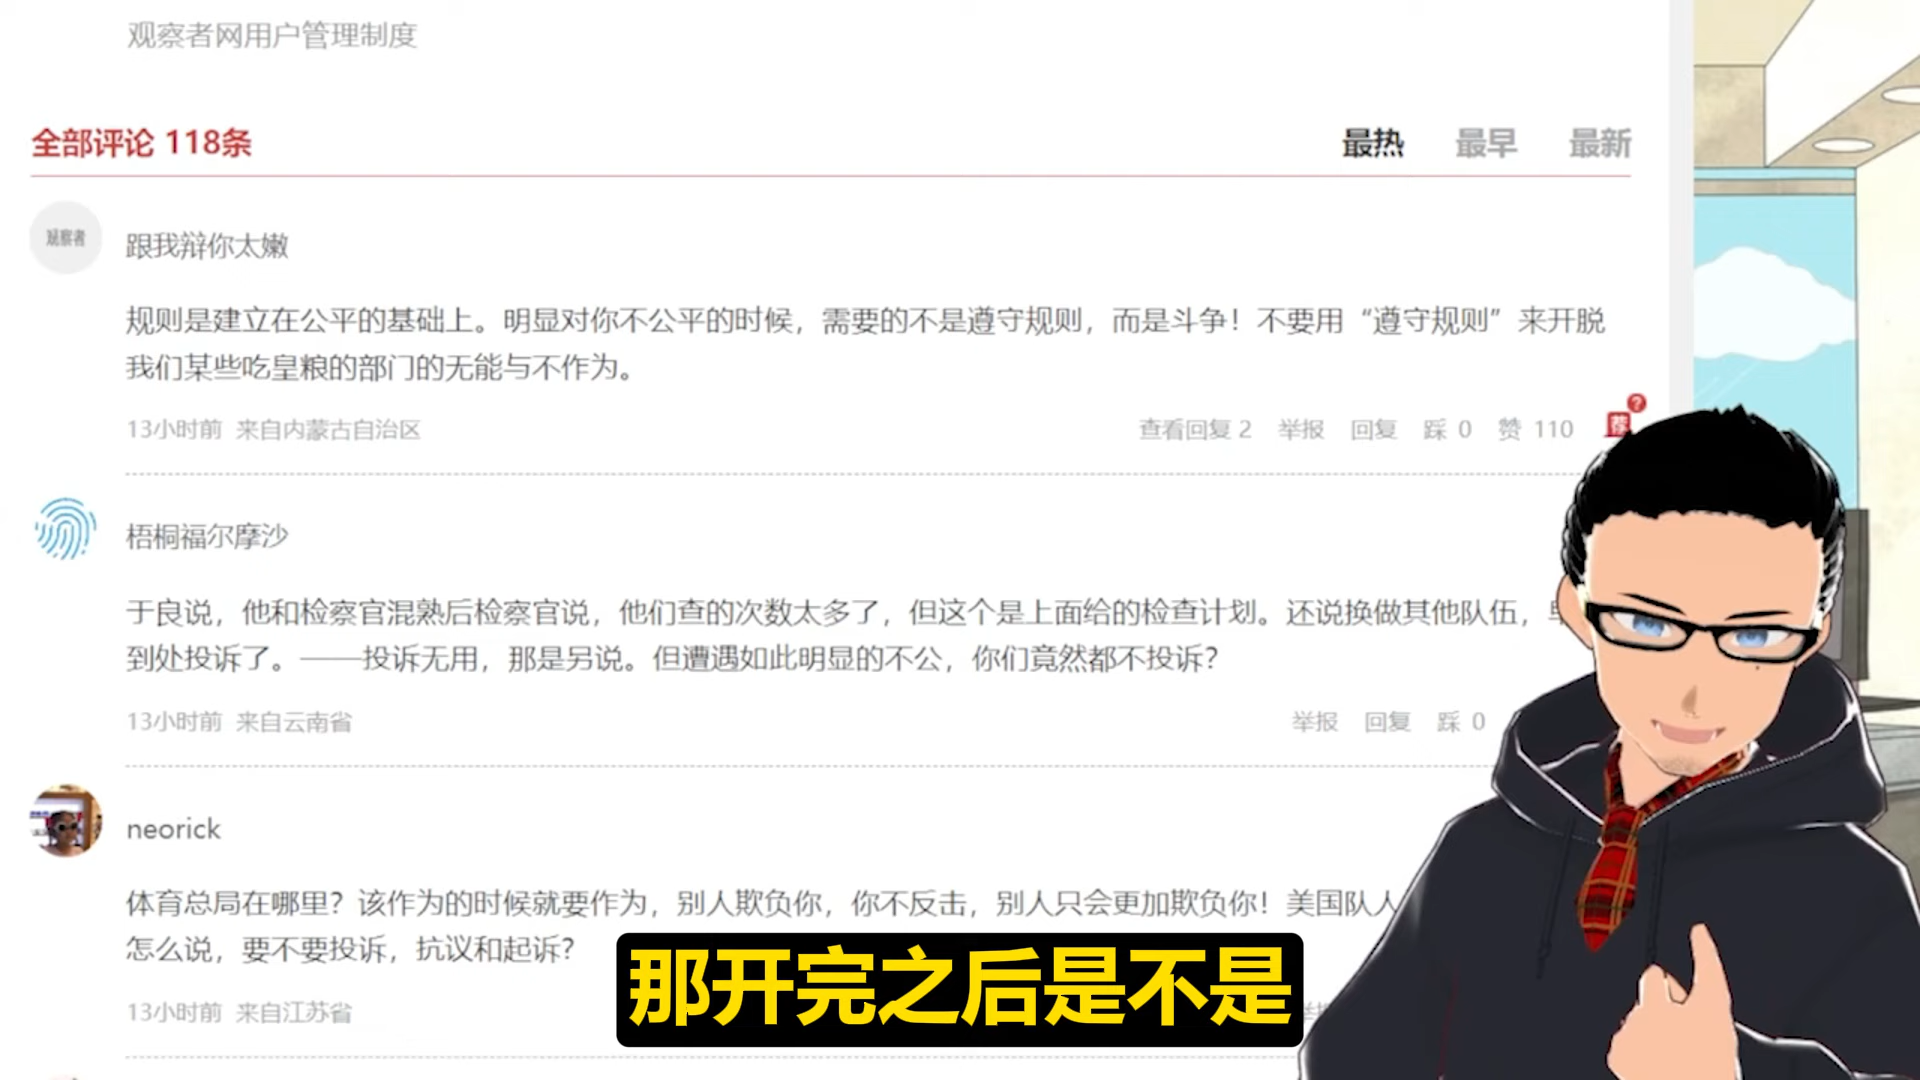 观察者网用户管理制度
全部评论 118条
最热 最早 最新
观察者
跟我辩你太嫩
规则是建立在公平的基础上。明显对你不公平的时候，需要的不是遵守规则，而是斗争！不要用“遵守规则”来开脱
我们某些吃皇粮的部门的无能与不作为。
13小时前 来自内蒙古自治区 查看回复 2 举报 回复 踩 0 赞 110 荐 ?
梧桐福尔摩沙
于良说，他和检察官混熟后检察官说，他们查的次数太多了，但这个是上面给的检查计划。还说换做其他队伍，
到处投诉了。——投诉无用，那是另说。但遭遇如此明显的不公，你们竟然都不投诉？
13小时前 来自云南省 举报 回复 踩 0
neorick
体育总局在哪里？该作为的时候就要作为，别人欺负你，你不反击，别人只会更加欺负你！美国队人
怎么说，要不要投诉，抗议和起诉？
13小时前 来自江苏省
那开完之后是不是